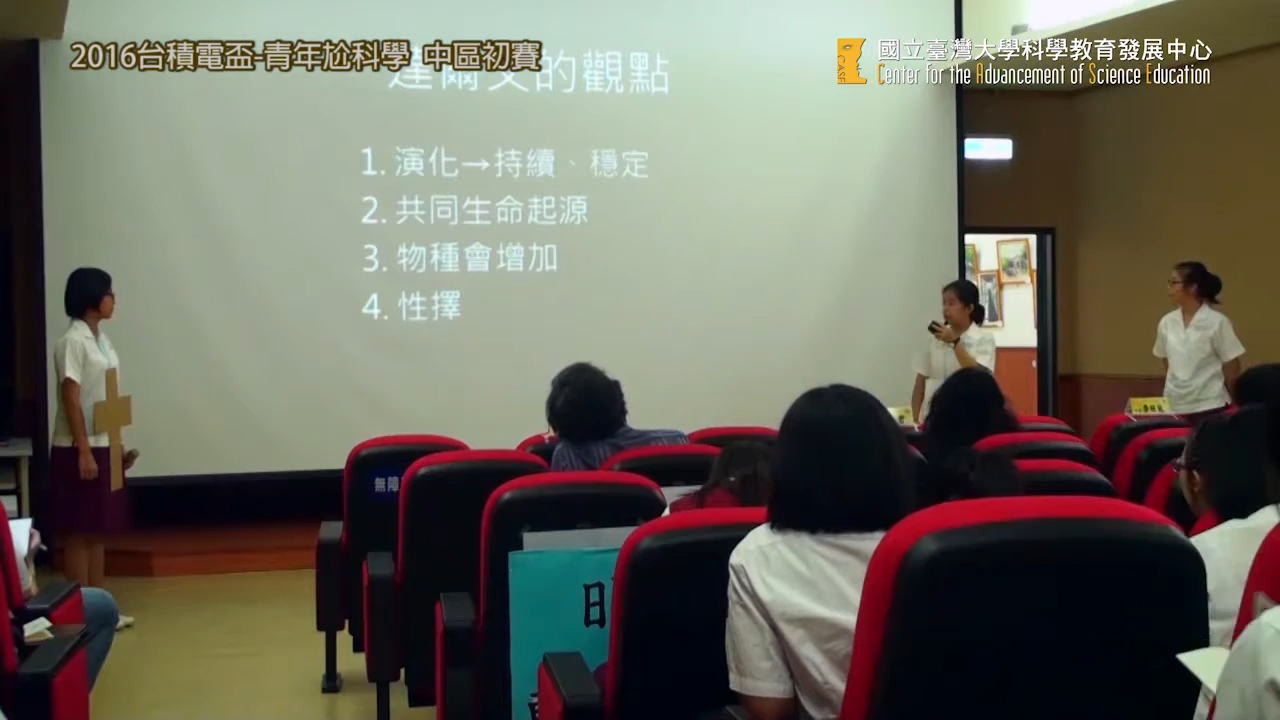 2016台積電盃-青年尬科學 中區初賽
國立臺灣大學科學教育發展中心
Center for the Advancement of Science Education
CASE
達爾文的觀點
1. 演化→持續、穩定
2. 共同生命起源
3. 物種會增加
4. 性擇
無障